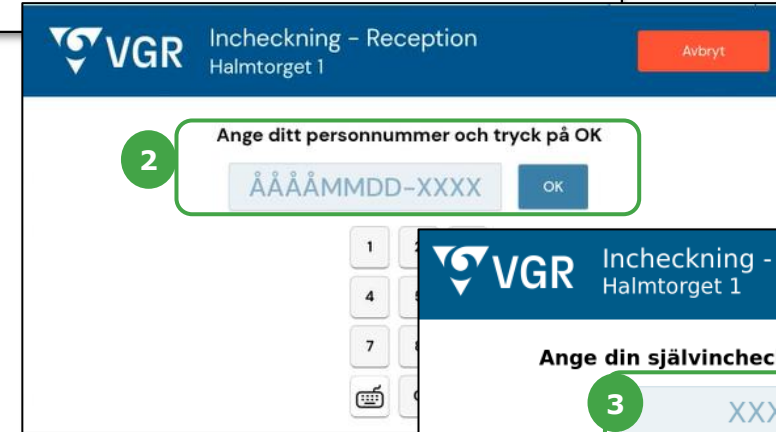 VGR
Incheckning – Reception
Halmtorget 1
Avbryt
2
Ange ditt personnummer och tryck på OK
ÅÅÅÅMMDD-XXXX
OK
1
4
7
VGR
Incheckning -
Halmtorget 1
Ange din självinchec
3
XXX